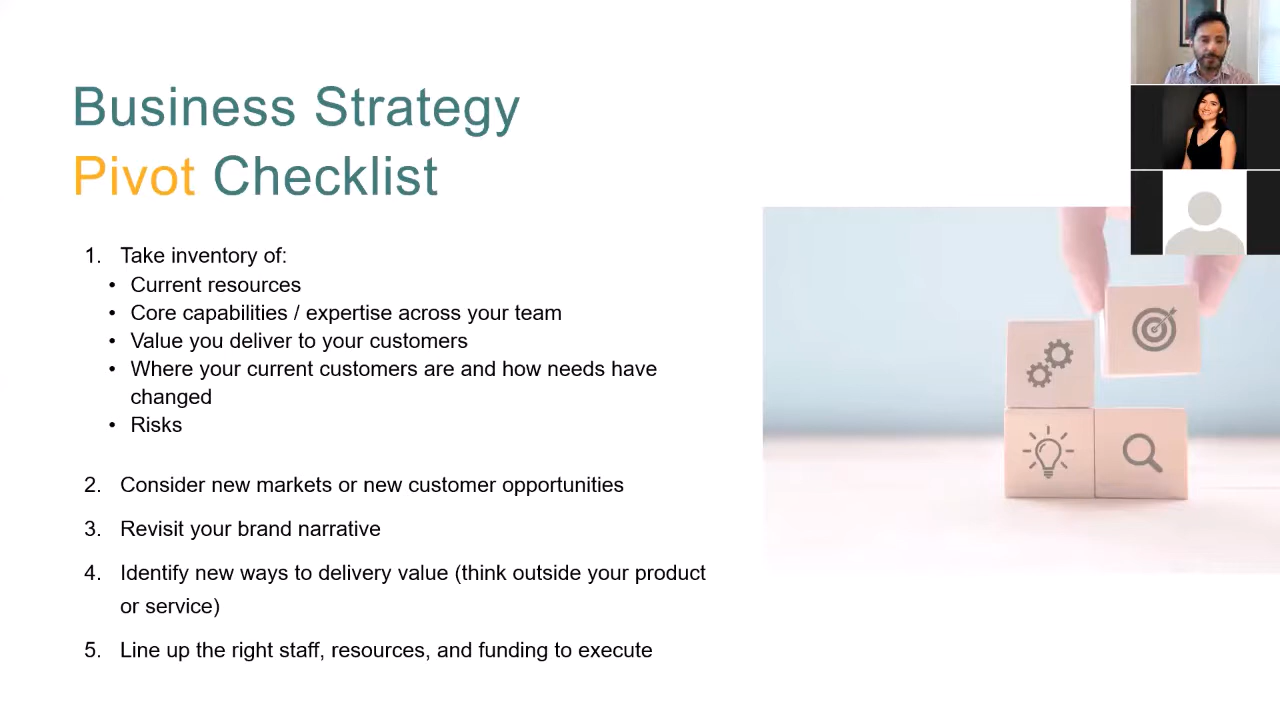 Business Strategy
Pivot Checklist
1. Take inventory of:
• Current resources
• Core capabilities / expertise across your team
• Value you deliver to your customers
• Where your current customers are and how needs have
changed
• Risks
2. Consider new markets or new customer opportunities
3. Revisit your brand narrative
4. Identify new ways to delivery value (think outside your product
or service)
5. Line up the right staff, resources, and funding to execute